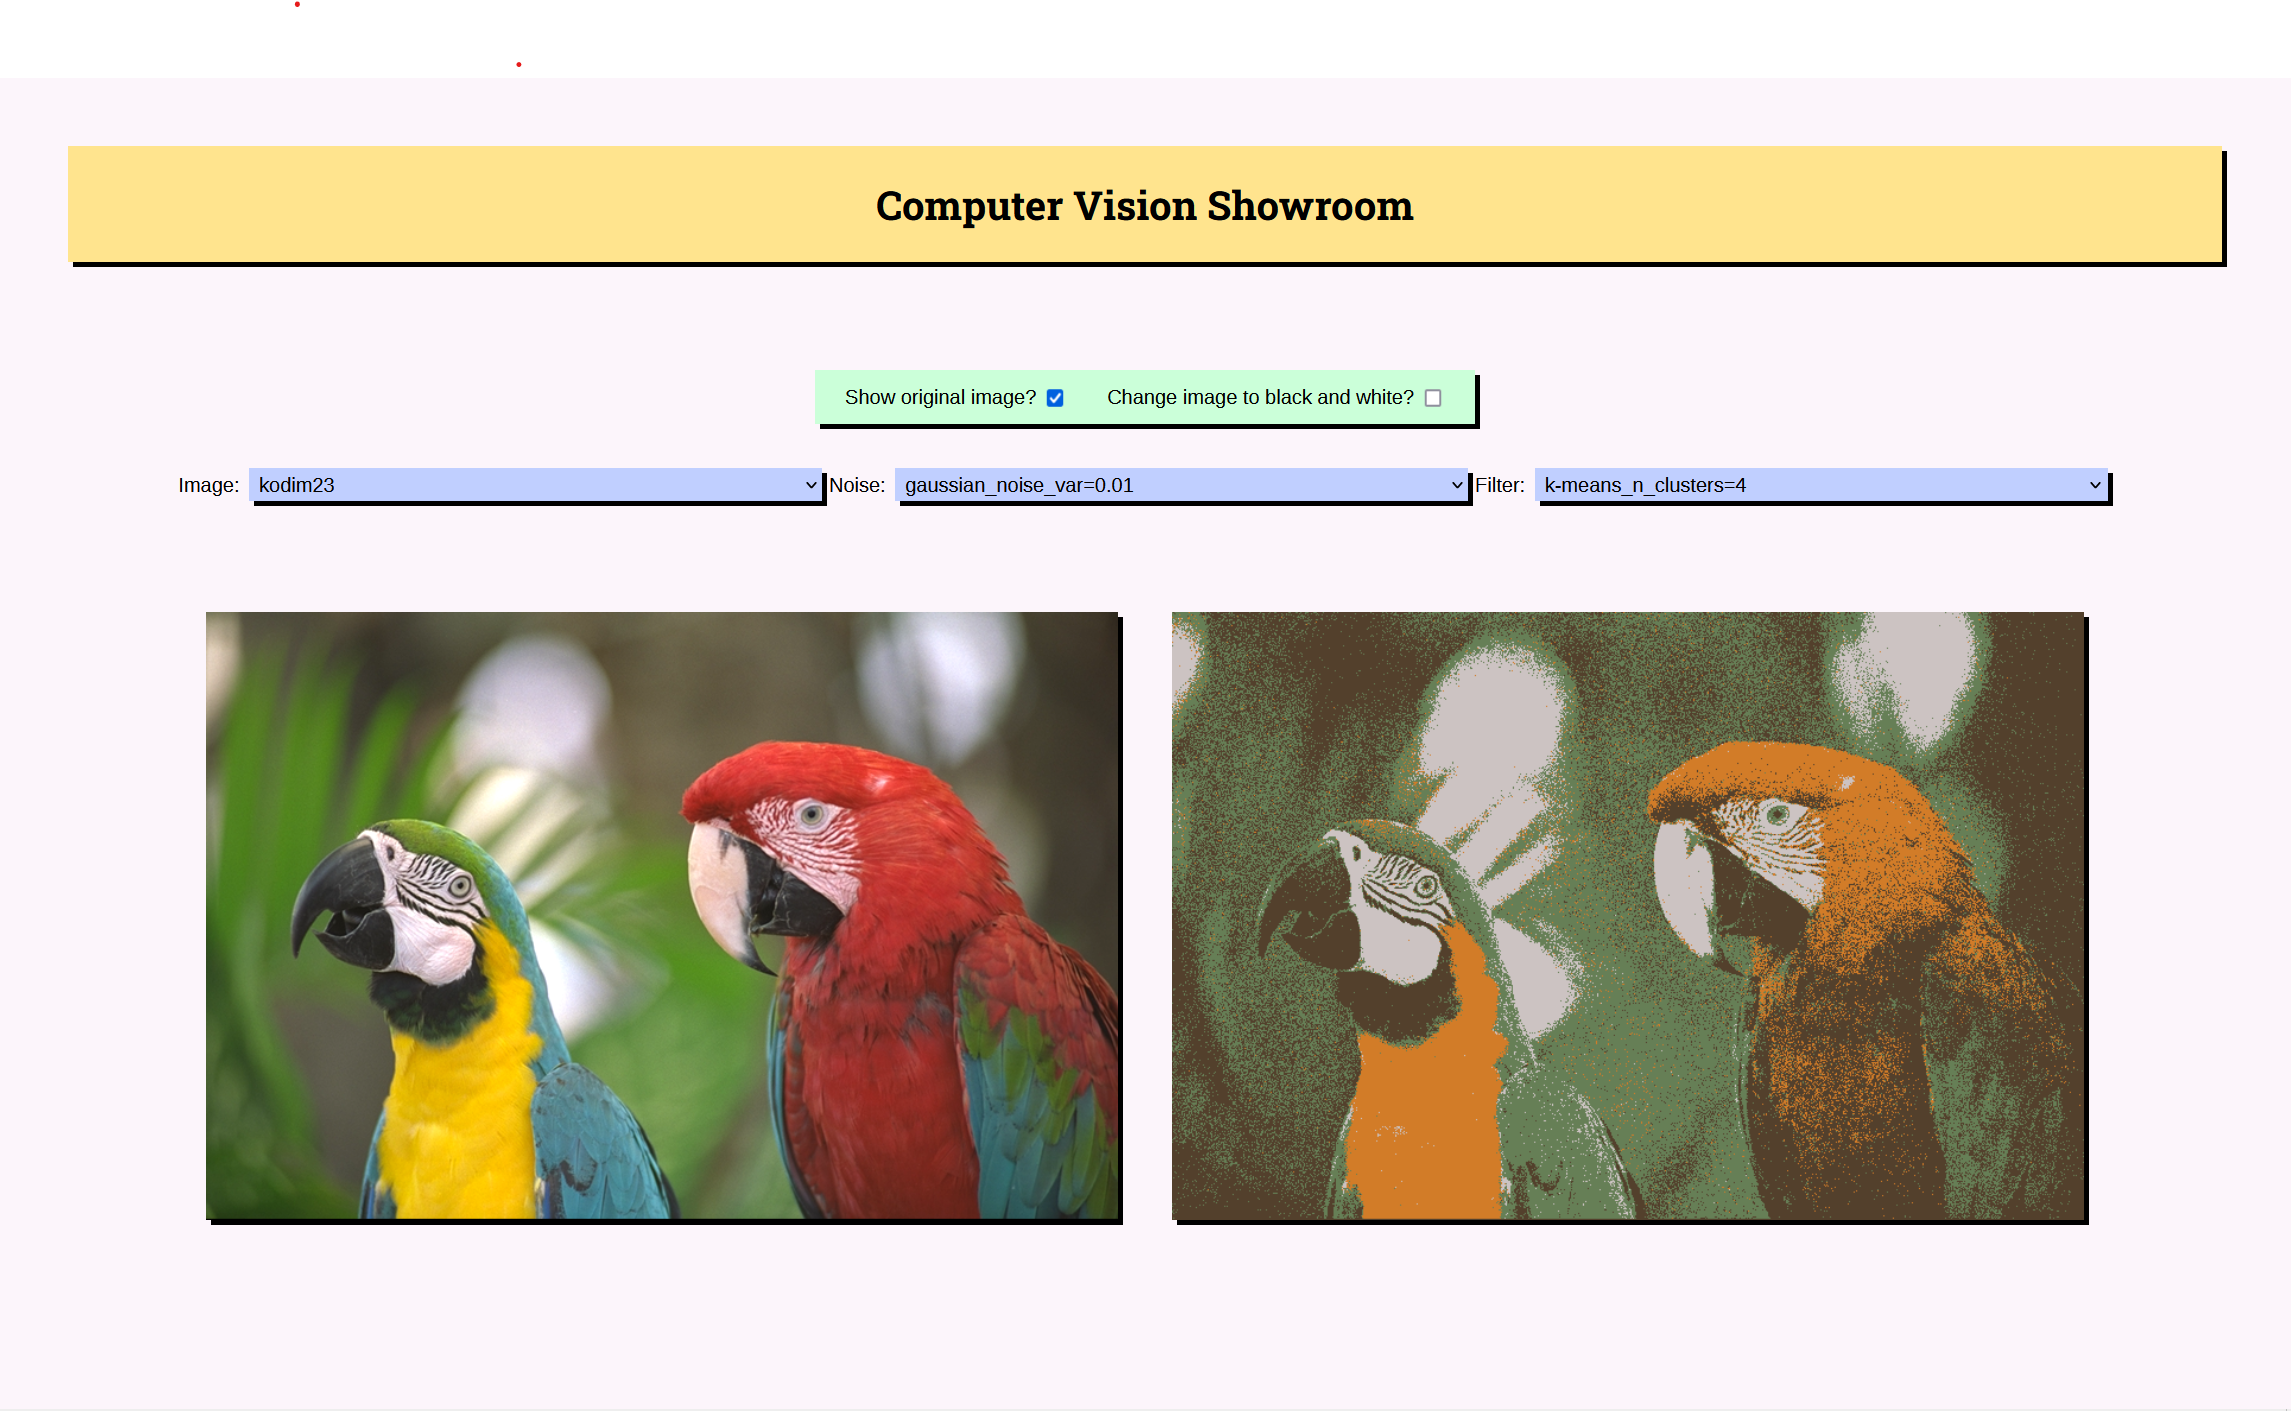 Computer Vision Showroom
Show original image? Change image to black and white?
Image: kodim23 Noise: gaussian_noise_var=0.01 Filter: k-means_n_clusters=4